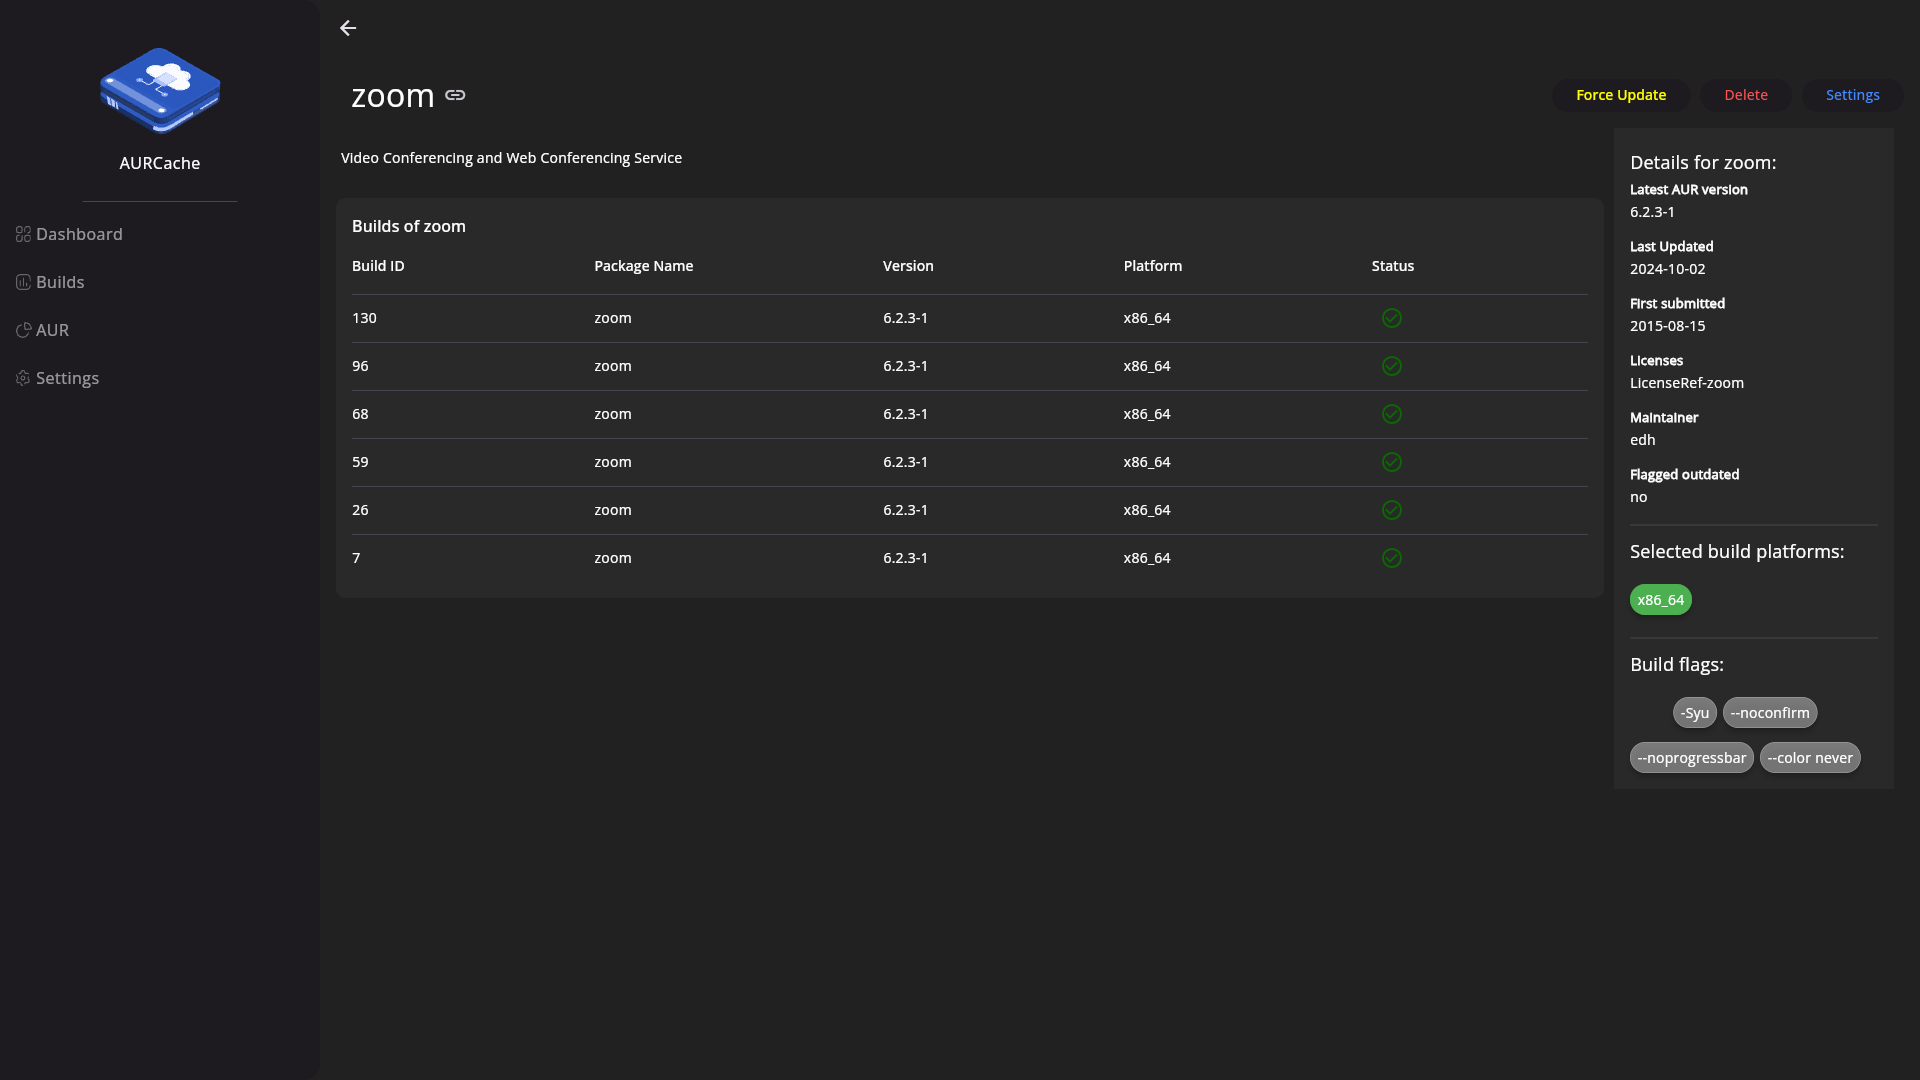 AURCache
Dashboard
Builds
AUR
Settings
zoom
Force Update
Delete
Settings
Video Conferencing and Web Conferencing Service
Builds of zoom
Build ID Package Name Version Platform Status
130 zoom 6.2.3-1 x86_64
96 zoom 6.2.3-1 x86_64
68 zoom 6.2.3-1 x86_64
59 zoom 6.2.3-1 x86_64
26 zoom 6.2.3-1 x86_64
7 zoom 6.2.3-1 x86_64
Details for zoom:
Latest AUR version
6.2.3-1
Last Updated
2024-10-02
First submitted
2015-08-15
Licenses
LicenseRef-zoom
Maintainer
edh
Flagged outdated
no
Selected build platforms:
x86_64
Build flags:
-Syu --noconfirm
--noprogressbar --color never